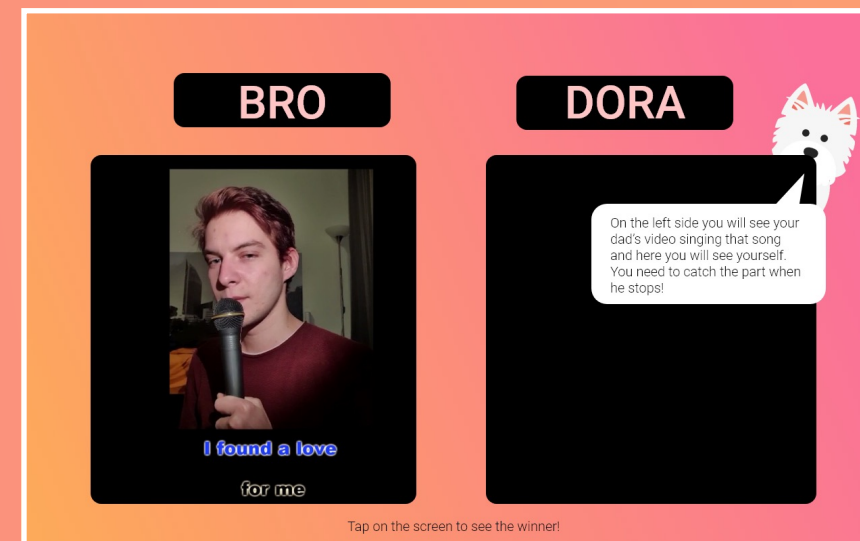 BRO
DORA
On the left side you will see your
dad's video singing that song
and here you will see yourself.
You need to catch the part when
he stops!
I found a love
for me
Tap on the screen to see the winner!